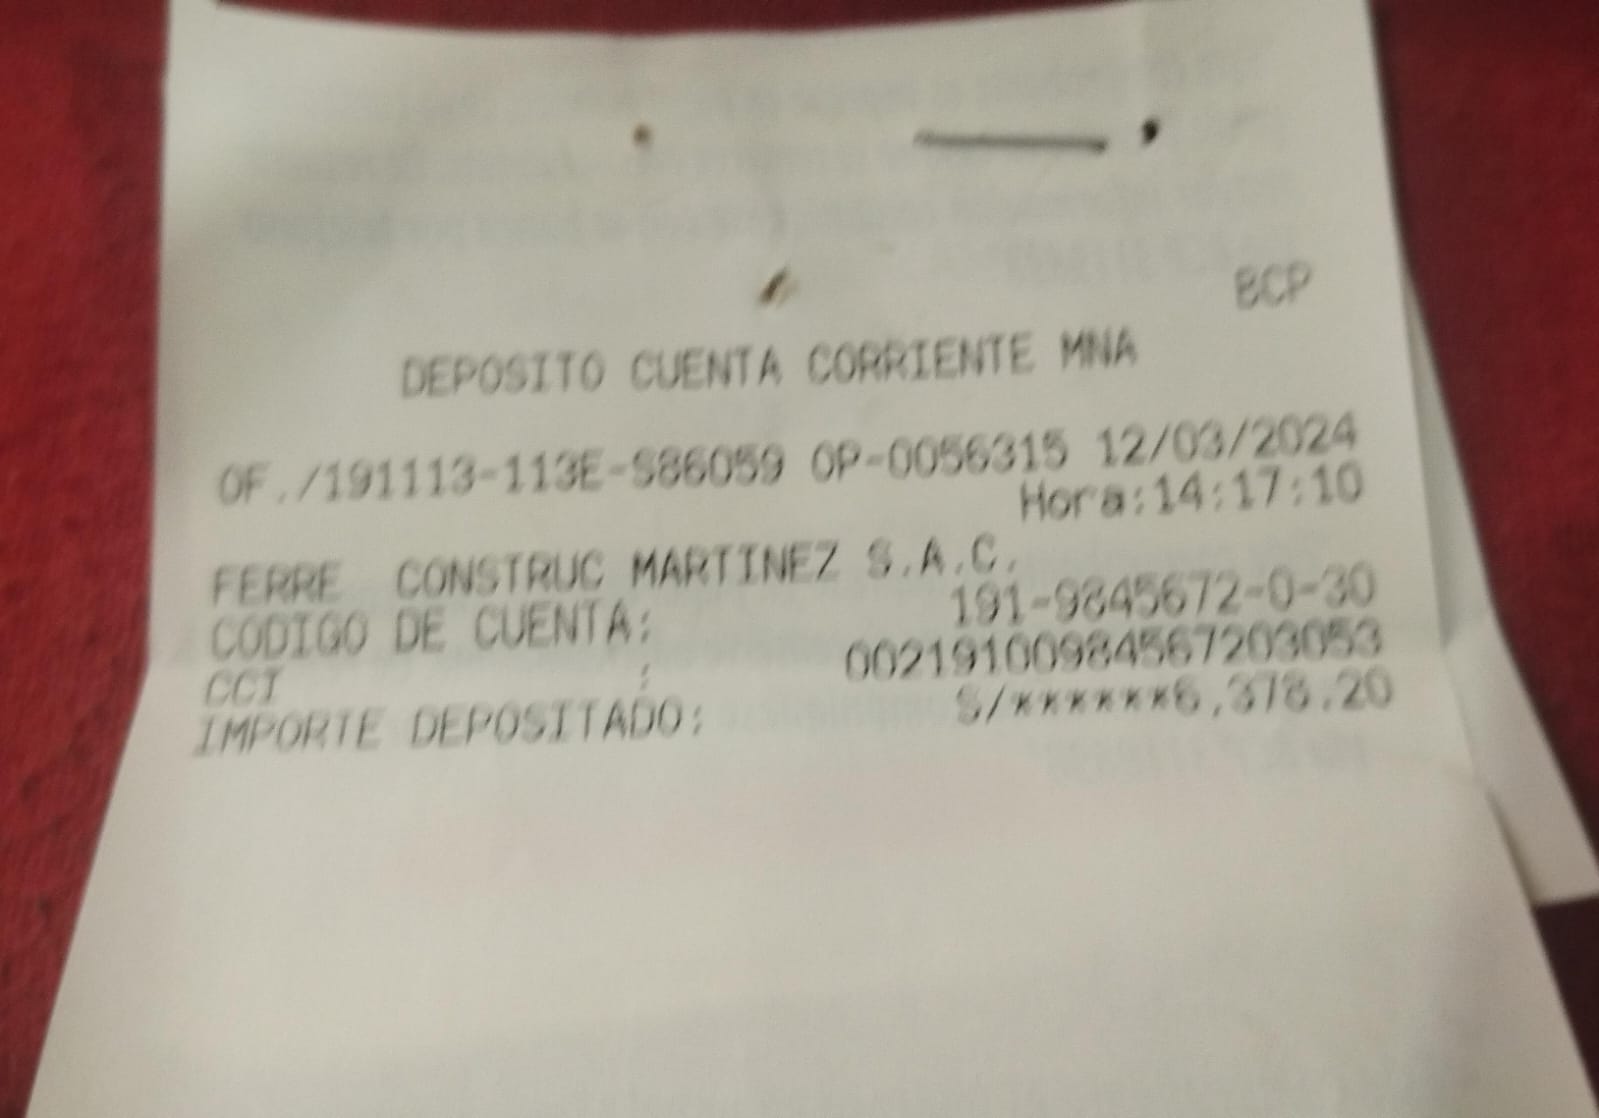 BCP
DEPOSITO CUENTA CORRIENTE MNA
OF./191113-113E-S86059 OP-0056315 12/03/2024
Hora:14:17:10
FERRE CONSTRUC MARTINEZ S.A.C.
CODIGO DE CUENTA: 191-9845672-0-30
CCI : 00219100984567203053
IMPORTE DEPOSITADO: S/******6,378.20